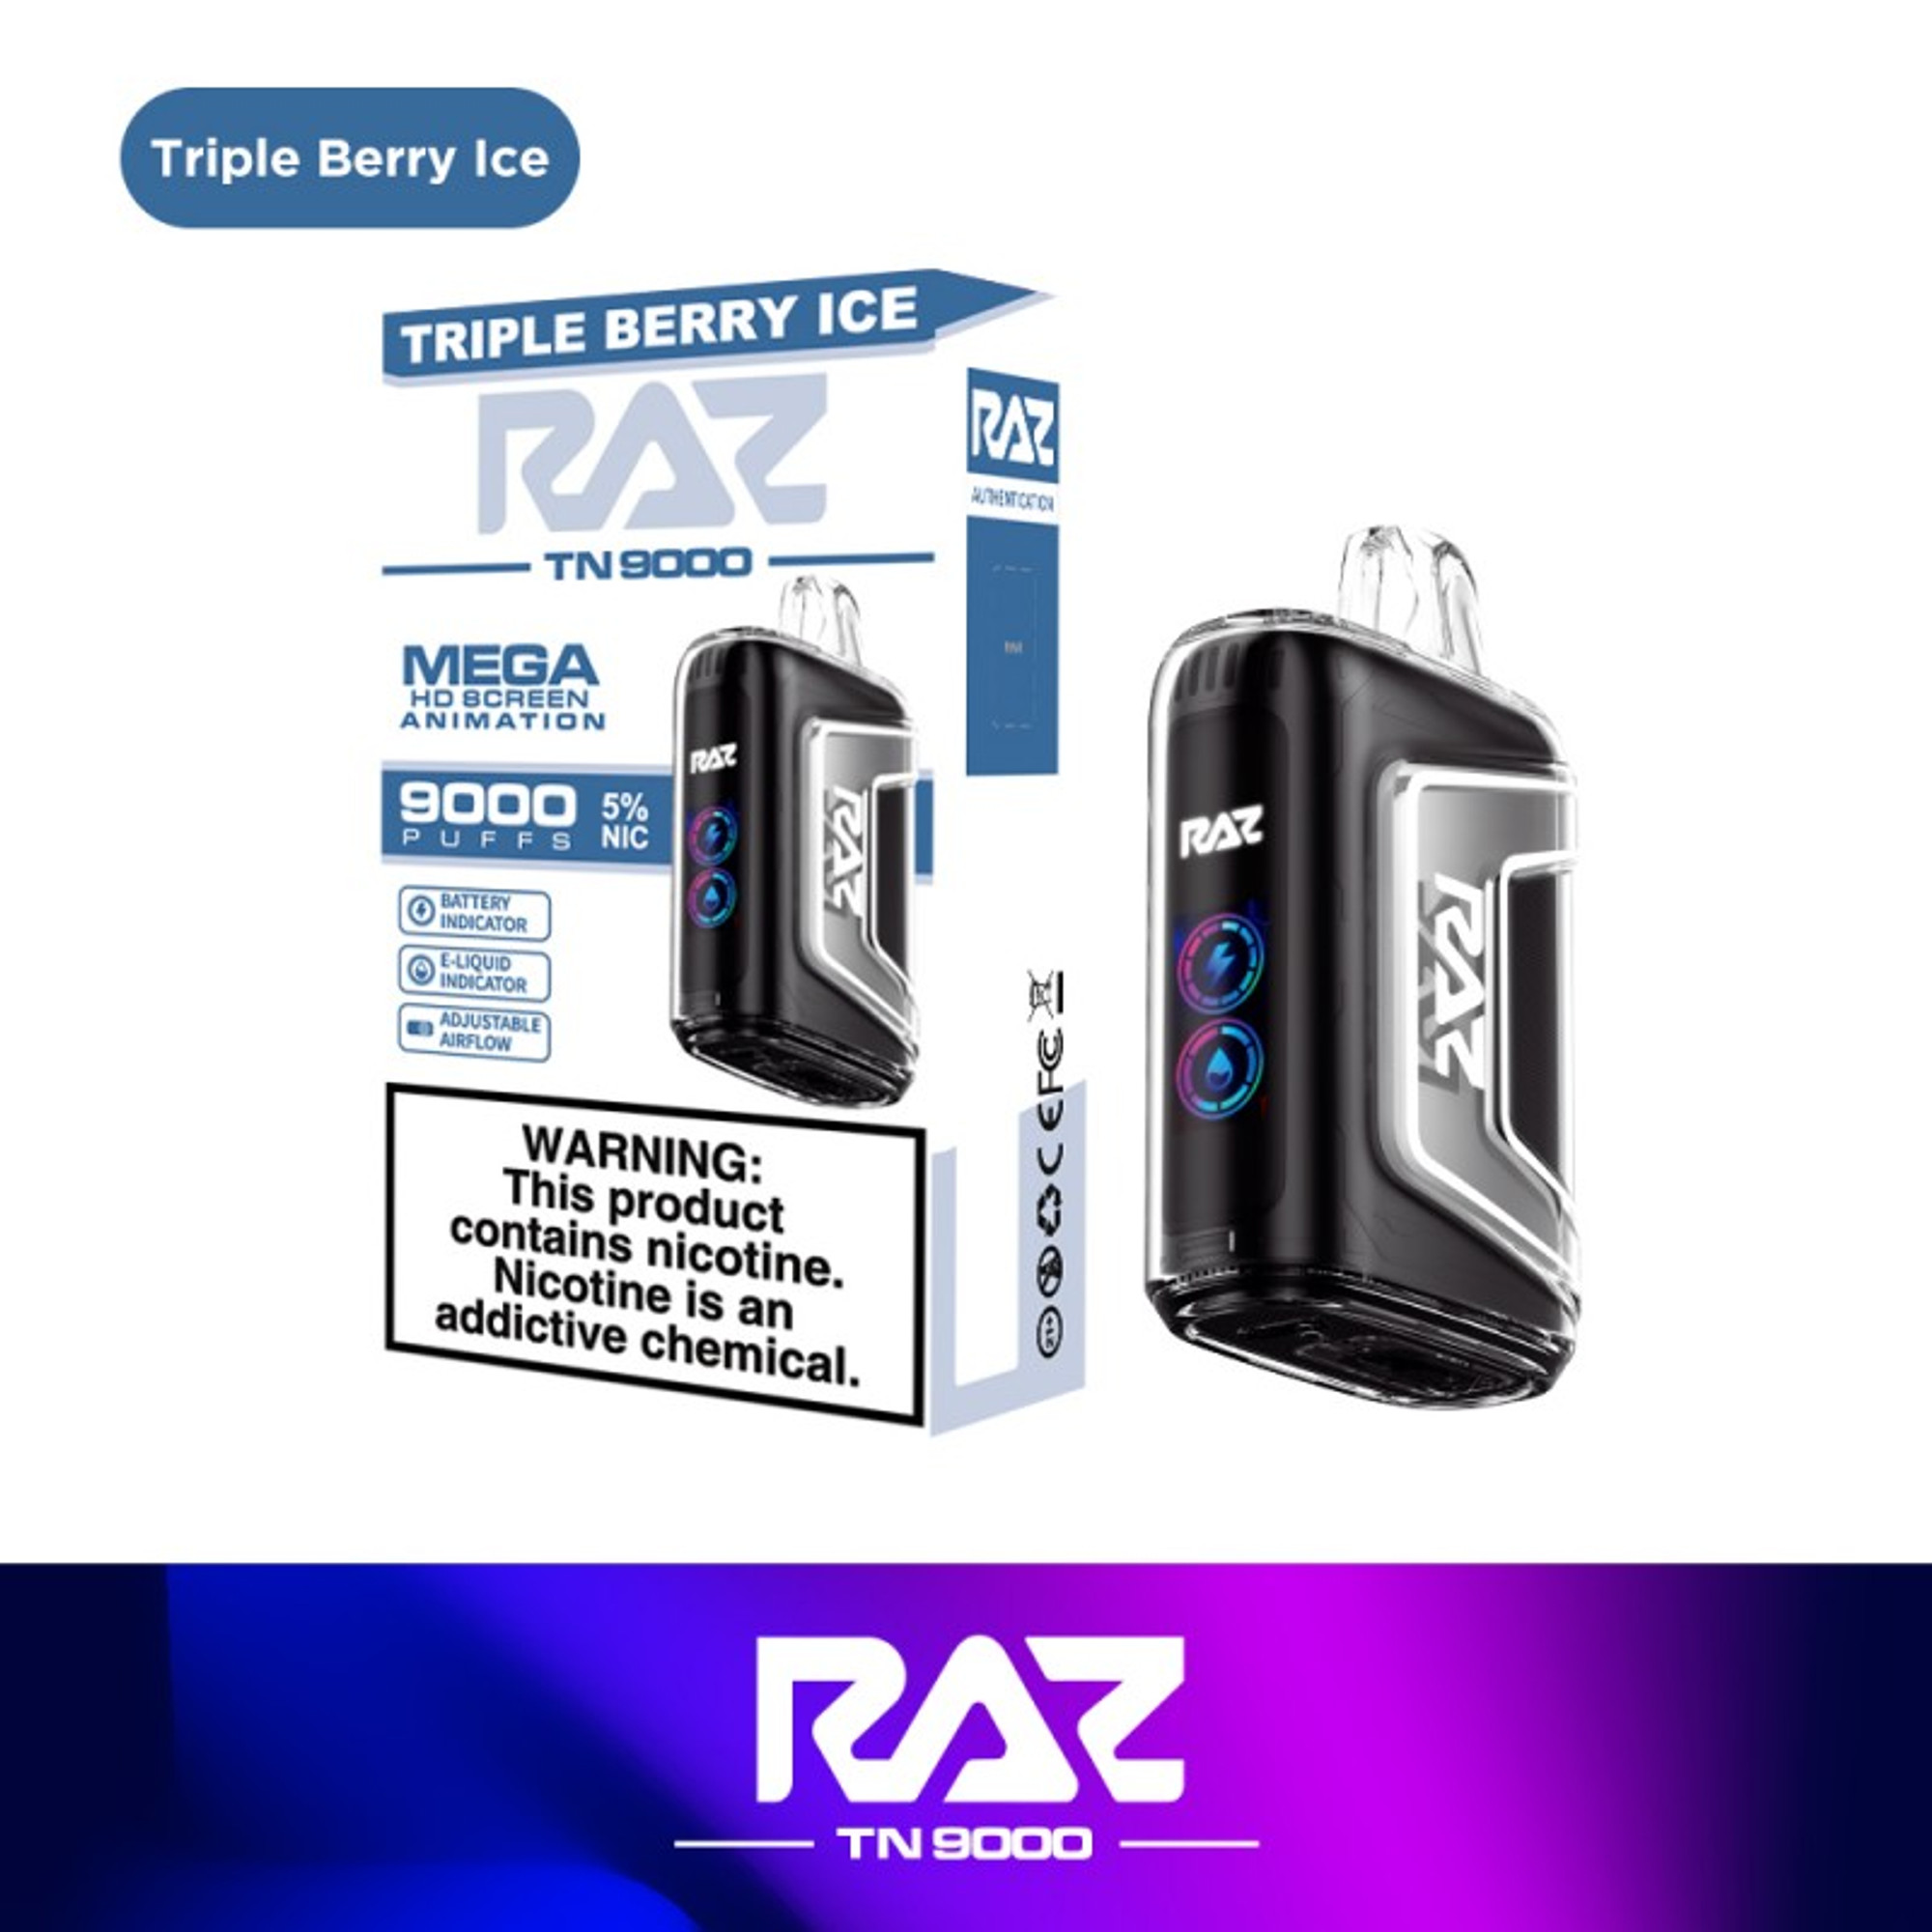 Triple Berry Ice
TRIPLE BERRY ICE
RAZ
TN 9000
MEGA
HD SCREEN
ANIMATION
9000
PUFFS
5%
NIC
BATTERY
INDICATOR
E-LIQUID
INDICATOR
ADJUSTABLE
AIRFLOW
RAZ
RAZ
WARNING:
This product
contains nicotine.
Nicotine is an
addictive chemical.
RAZ
AUTHENTICATION
CE FC
21+
RAZ
RAZ
RAZ
TN 9000